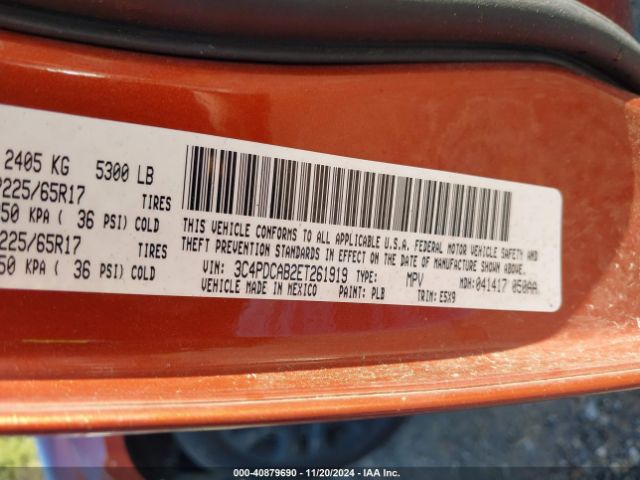 2405 KG 5300 LB
225/65R17 TIRES
50 KPA ( 36 PSI) COLD
225/65R17 TIRES
50 KPA ( 36 PSI) COLD
THIS VEHICLE CONFORMS TO ALL APPLICABLE U.S.A. FEDERAL MOTOR VEHICLE SAFETY AND
THEFT PREVENTION STANDARDS IN EFFECT ON THE DATE OF MANUFACTURE SHOWN ABOVE.
VIN: 3C4PDCAB2ET261919 TYPE: MPV MDH: 041417 050AA
VEHICLE MADE IN MEXICO PAINT: PLB TRIM: E5X9
000-40879690 - 11/20/2024 - IAA Inc.